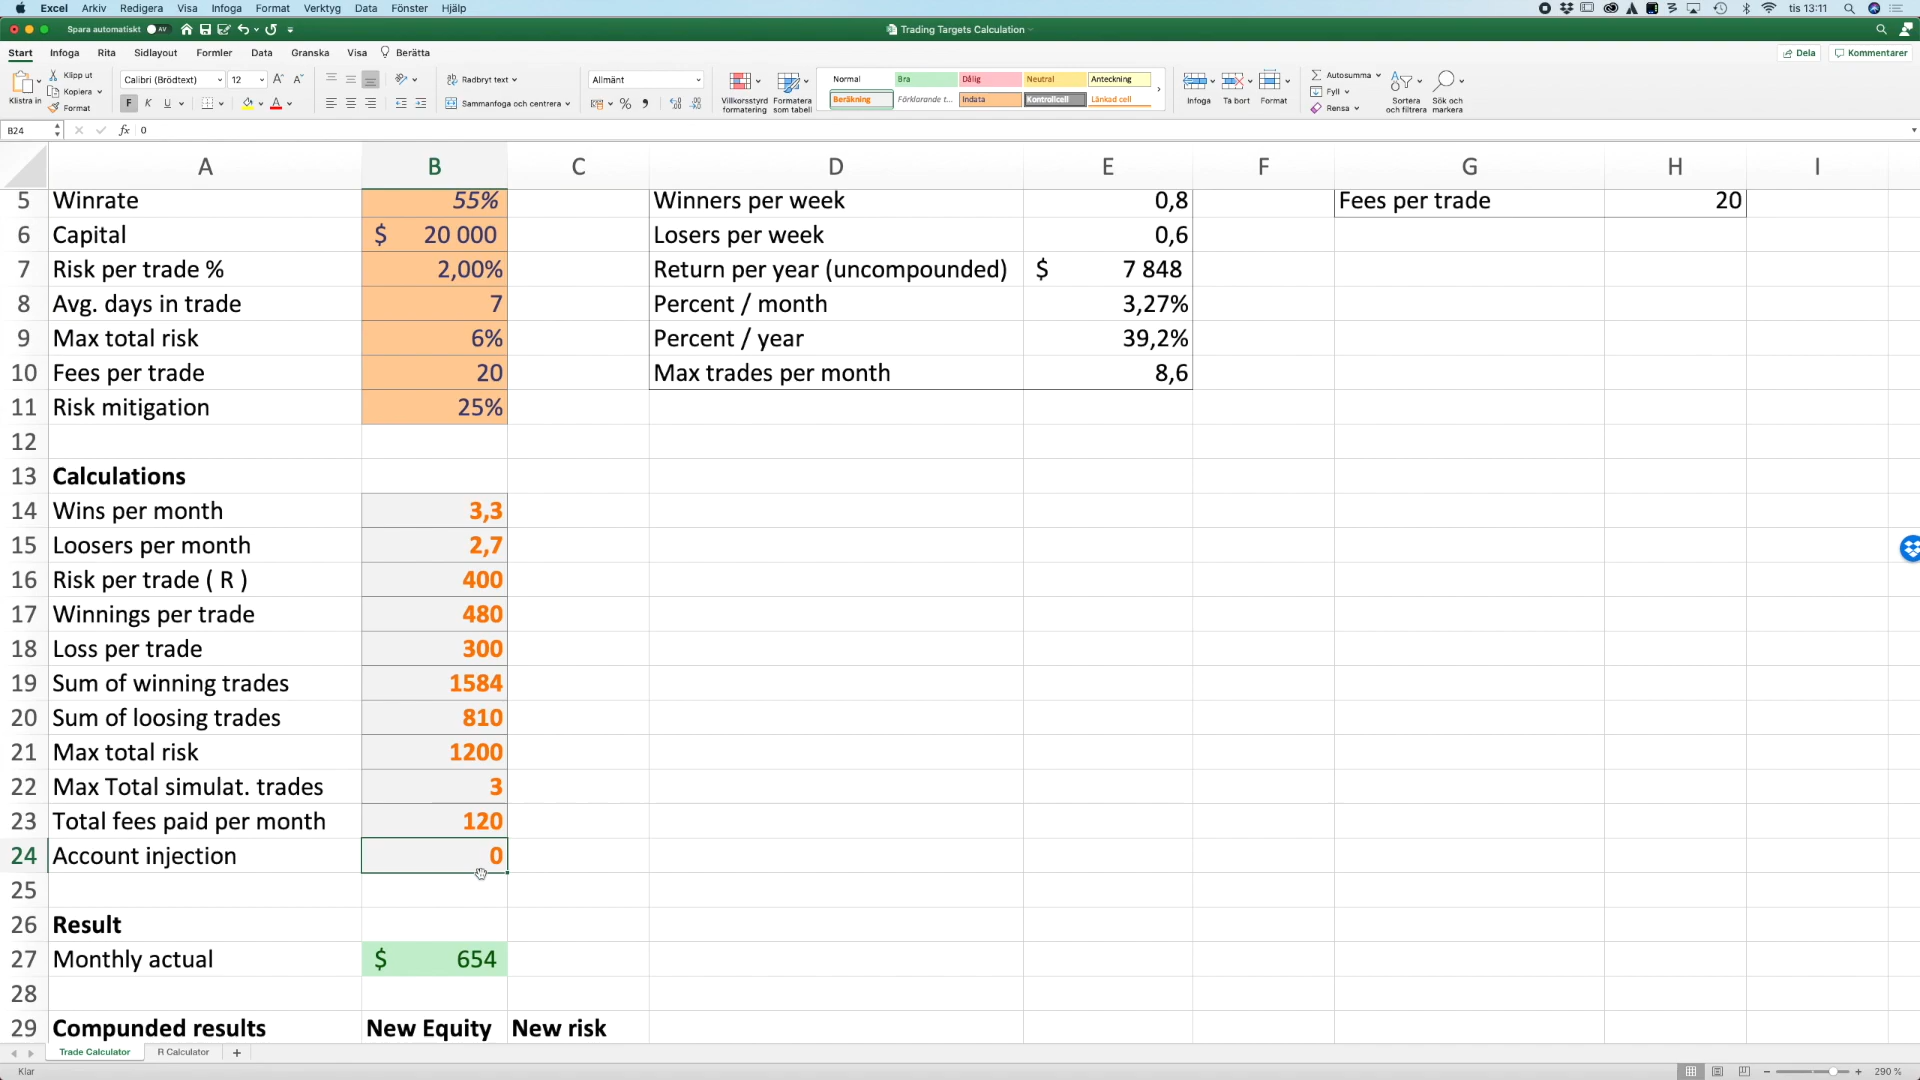 Excel Arkiv Redigera Visa Infoga Format Verktyg Data Fönster Hjälp tis 13:11
Spara automatiskt AV Trading Targets Calculation
Start Infoga Rita Sidlayout Formler Data Granska Visa Berätta Dela Kommentarer
Klistra in Klipp ut Kopiera Format
Calibri (Brödtext) 12
F K U A
Radbryt text
Sammanfoga och centrera
Allmänt
Villkorsstyrd formatering Formatera som tabell
Normal Bra Dålig Neutral Anteckning
Beräkning Förklarande t... Indata Kontrollcell Länkad cell
Infoga Ta bort Format
Autosumma Fyll Rensa
Sortera och filtrera Sök och markera
B24 fx 0
A B C D E F G H I
5 Winrate 55% Winners per week 0,8 Fees per trade 20
6 Capital $ 20 000 Losers per week 0,6
7 Risk per trade % 2,00% Return per year (uncompounded) $ 7 848
8 Avg. days in trade 7 Percent / month 3,27%
9 Max total risk 6% Percent / year 39,2%
10 Fees per trade 20 Max trades per month 8,6
11 Risk mitigation 25%
12
13 Calculations
14 Wins per month 3,3
15 Loosers per month 2,7
16 Risk per trade ( R ) 400
17 Winnings per trade 480
18 Loss per trade 300
19 Sum of winning trades 1584
20 Sum of loosing trades 810
21 Max total risk 1200
22 Max Total simulat. trades 3
23 Total fees paid per month 120
24 Account injection 0
25
26 Result
27 Monthly actual $ 654
28
29 Compunded results New Equity New risk
Trade Calculator R Calculator +
Klar 290 %